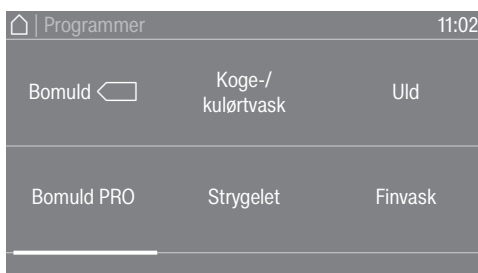 | Programmer 11:02
Bomuld
Koge-/
kulørtvask
Uld
Bomuld PRO
Strygelet
Finvask